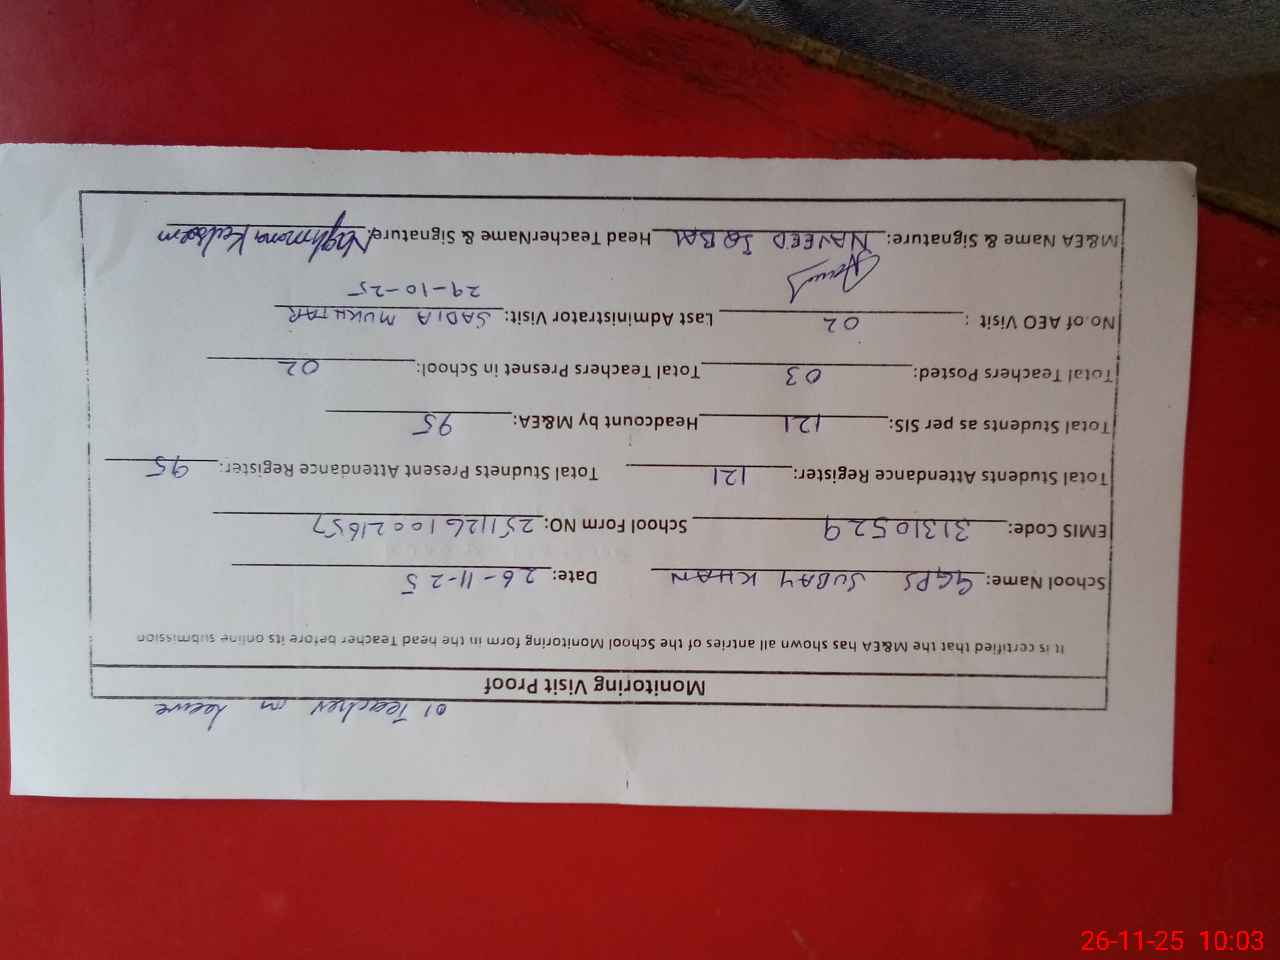 01 Teacher on leave
Monitoring Visit Proof
It is certified that the M&EA has shown all antries of the School Monitoring form in the head Teacher before its online submission
School Name: GGPS SUBAY KHAN Date: 26-11-25
EMIS Code: 31310529 School Form NO: 25112610021657
Total Students Attendance Register: 121 Total Studnets Present Attendance Register: 95
Total Students as per SIS: 121 Headcount by M&EA: 95
Total Teachers Posted: 03 Total Teachers Presnet in School: 02
No.of AEO Visit : 02 Last Administrator Visit: SADIA MUKHTAR
29-10-25
M&EA Name & Signature: NAVEED IQBAL Head TeacherName & Signature: Naghmana
26-11-25 10:03